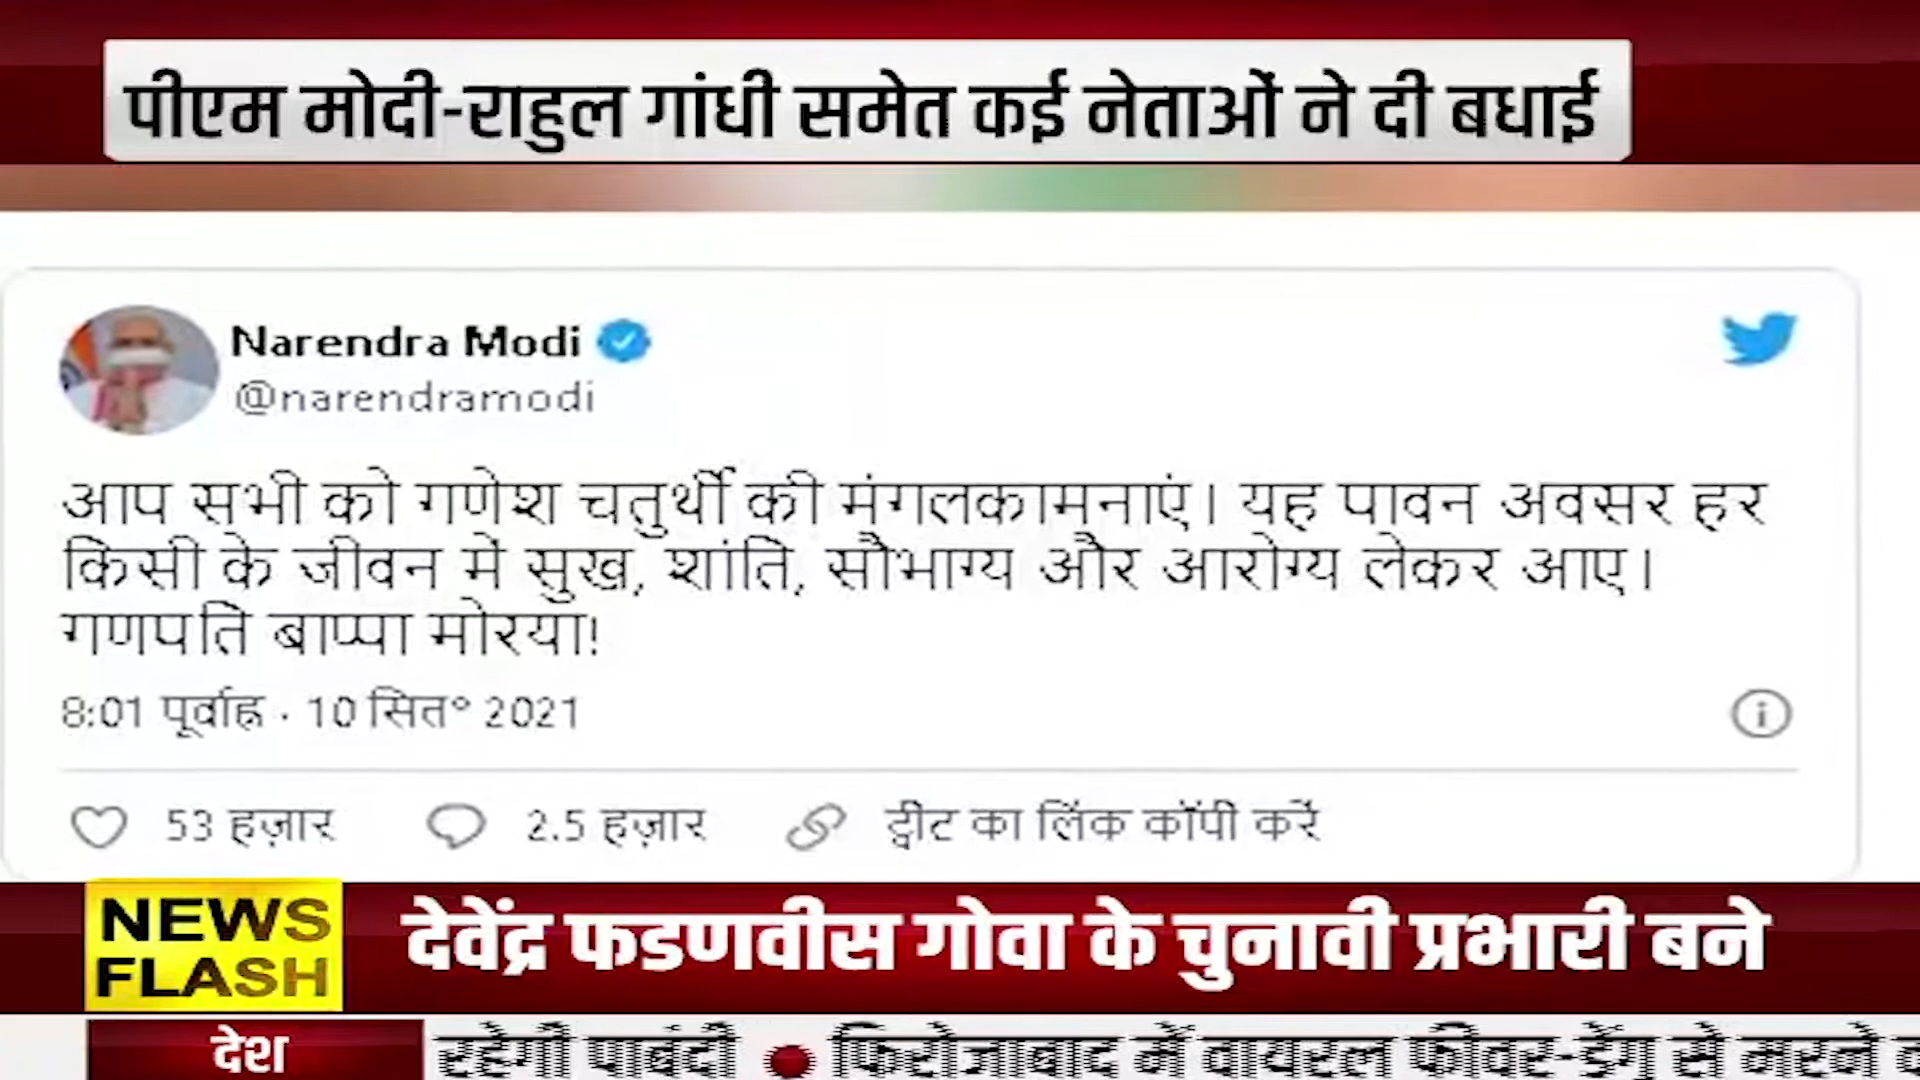 पीएम मोदी-राहुल गांधी समेत कई नेताओं ने दी बधाई
Narendra Modi
@narendramodi
आप सभी को गणेश चतुर्थी की मंगलकामनाएं। यह पावन अवसर हर
किसी के जीवन में सुख, शांति, सौभाग्य और आरोग्य लेकर आए।
गणपति बाप्पा मोरया!
8:01 पूर्वाह्न · 10 सित॰ 2021
53 हज़ार 2.5 हज़ार ट्वीट का लिंक कॉपी करें
NEWS
FLASH
देवेंद्र फडणवीस गोवा के चुनावी प्रभारी बने
देश
रहेगी पाबंदी ● फिरोजाबाद में वायरल फीवर-डेंगू से मरने